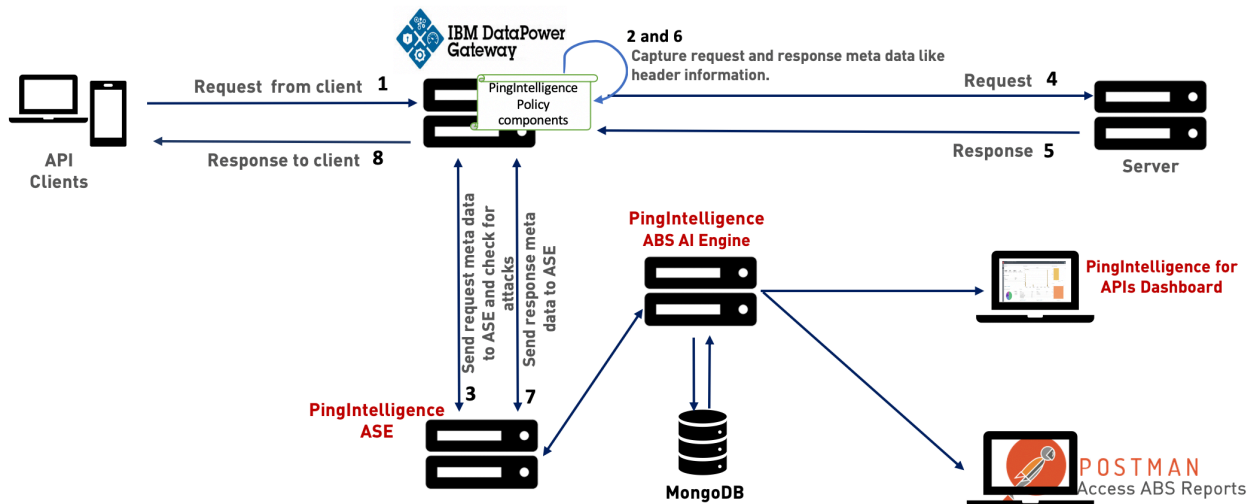 IBM DataPower
Gateway
2 and 6
Capture request and response meta data like
header information.
Request from client 1
PingIntelligence
Policy
components
Request 4
API
Clients
Response to client 8
Response 5
Server
Send request meta data
to ASE and check for
attacks
3
Send response meta
data to ASE
7
PingIntelligence
ABS AI Engine
PingIntelligence for
APIs Dashboard
PingIntelligence
ASE
MongoDB
POSTMAN
Access ABS Reports